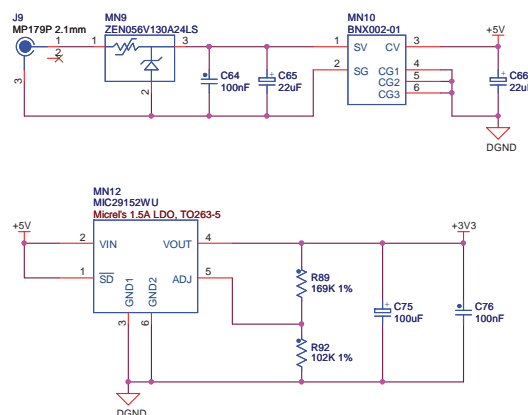 J9
MP179P 2.1mm
1
2
3
MN9
ZEN056V130A24LS
1
3
2
C64
100nF
C65
22uF
MN10
BNX002-01
1
SV
CV
3
2
SG
CG1
4
CG2
5
CG3
6
+5V
C66
22uF
DGND
MN12
MIC29152WU
Micrel's 1.5A LDO, TO263-5
+5V
2
VIN
VOUT
4
1
SD
ADJ
5
GND1
GND2
3
6
R89
169K 1%
R92
102K 1%
C75
100uF
C76
100nF
+3V3
DGND